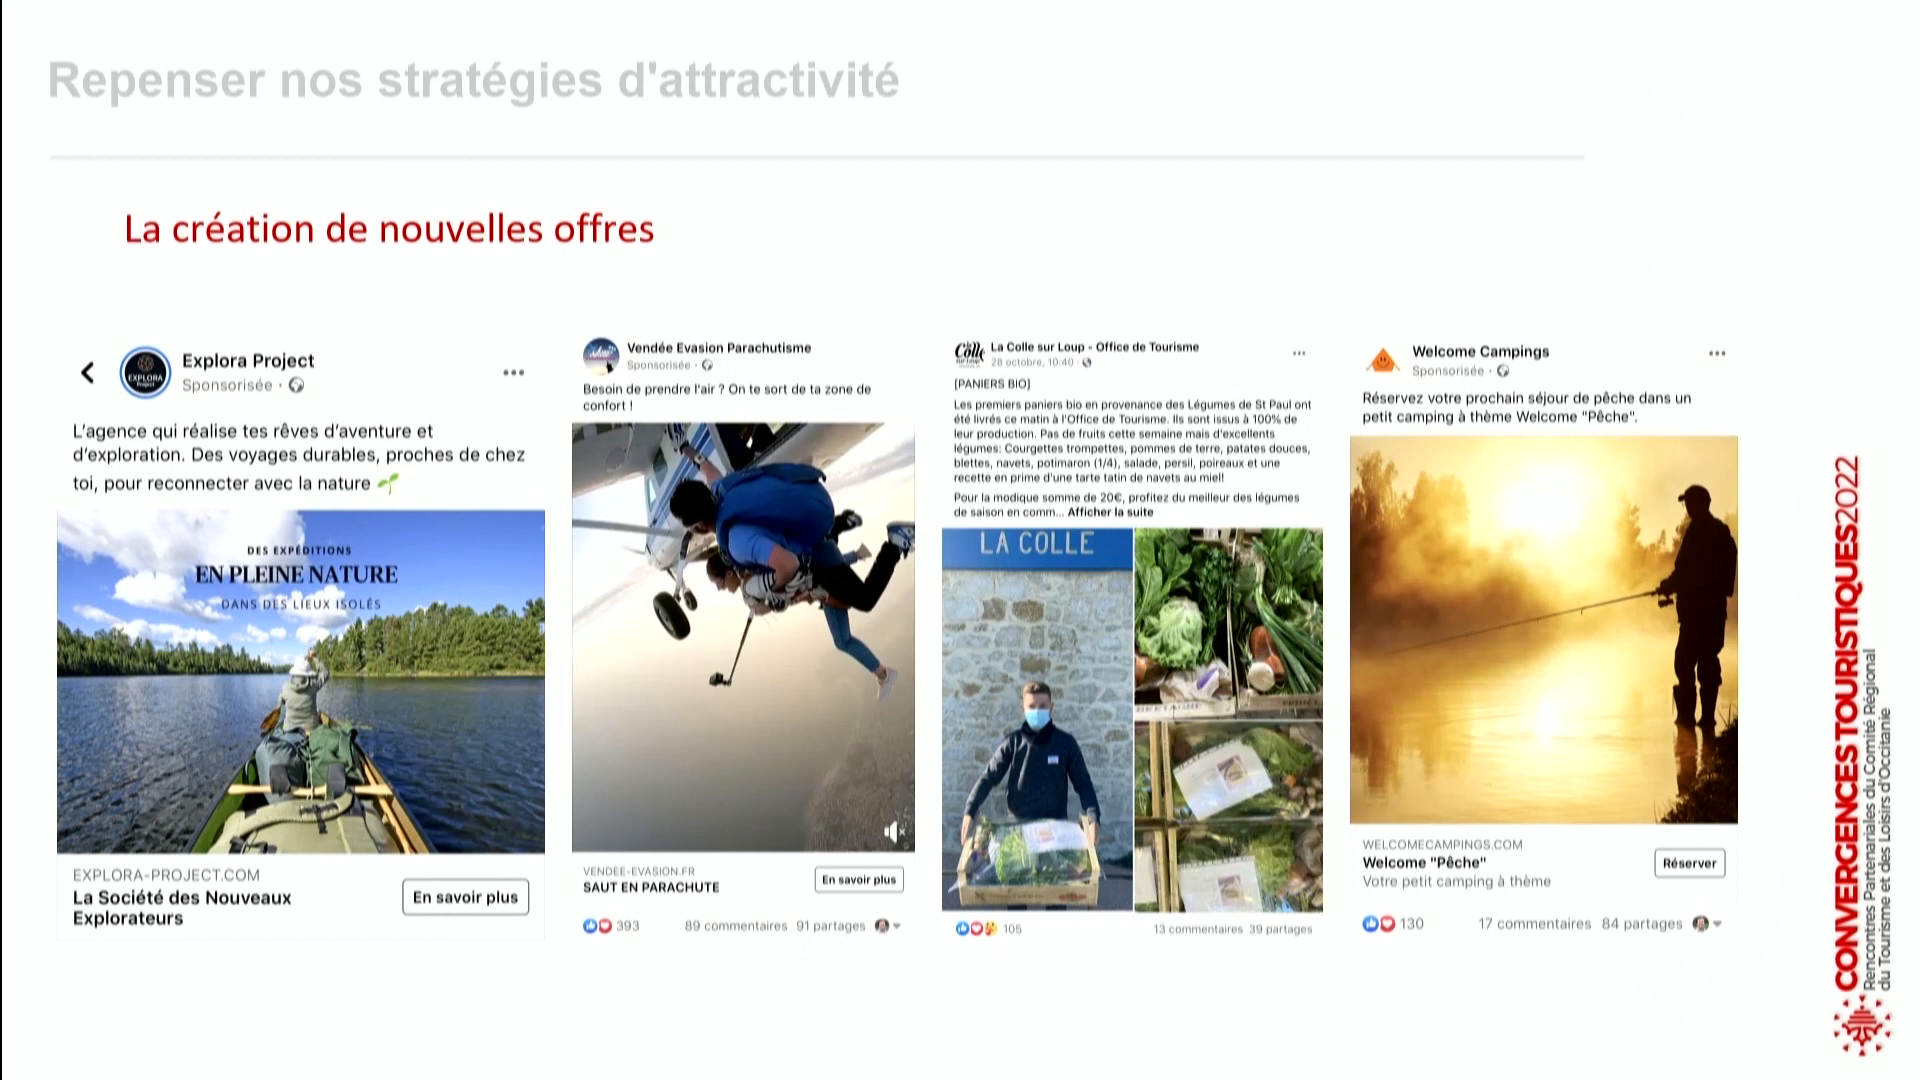 Repenser nos stratégies d'attractivité
La création de nouvelles offres
EXPLORA
Project
Explora Project
Sponsorisée ·
L'agence qui réalise tes rêves d'aventure et
d'exploration. Des voyages durables, proches de chez
toi, pour reconnecter avec la nature
DES EXPÉDITIONS
EN PLEINE NATURE
DANS DES LIEUX ISOLÉS
EXPLORA-PROJECT.COM
La Société des Nouveaux
Explorateurs
En savoir plus
Vendée Evasion Parachutisme
Sponsorisée ·
Besoin de prendre l'air ? On te sort de ta zone de
confort !
VENDEE-EVASION.FR
SAUT EN PARACHUTE
En savoir plus
393
89 commentaires 91 partages
la Colle
sur Loup
La Colle sur Loup - Office de Tourisme
28 octobre, 10:40 ·
[PANIERS BIO]
Les premiers paniers bio en provenance des Légumes de St Paul ont
été livrés ce matin à l'Office de Tourisme. Ils sont issus à 100% de
leur production. Pas de fruits cette semaine mais d'excellents
légumes: Courgettes trompettes, pommes de terre, patates douces,
blettes, navets, potimaron (1/4), salade, persil, poireaux et une
recette en prime d'une tarte tatin de navets au miel!
Pour la modique somme de 20€, profitez du meilleur des légumes
de saison en comm... Afficher la suite
LA COLLE
BRETAGNE
105
13 commentaires 39 partages
Welcome Campings
Sponsorisée ·
Réservez votre prochain séjour de pêche dans un
petit camping à thème Welcome "Pêche".
WELCOMECAMPINGS.COM
Welcome "Pêche"
Votre petit camping à thème
Réserver
130
17 commentaires 84 partages
CONVERGENCESTOURISTIQUES2022
Rencontres Partenariales du Comité Régional
du Tourisme et des Loisirs d'Occitanie